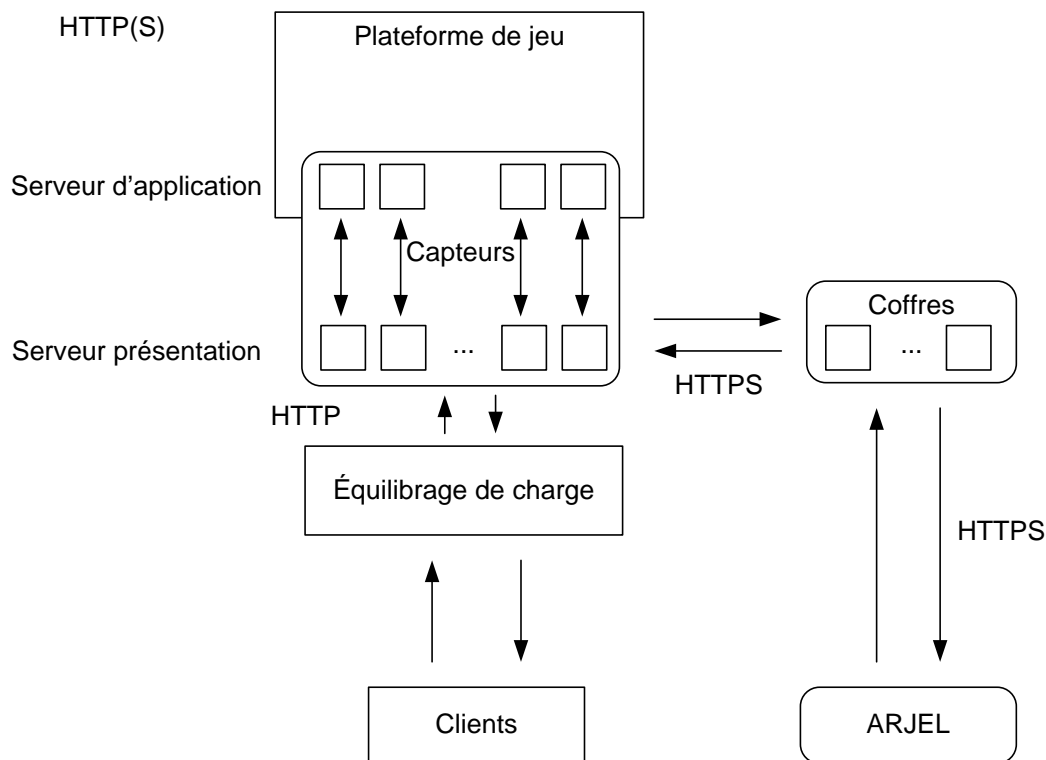 HTTP(S)
Plateforme de jeu
Serveur d'application
Capteurs
Serveur présentation
...
Coffres
...
HTTPS
HTTP
Équilibrage de charge
HTTPS
Clients
ARJEL